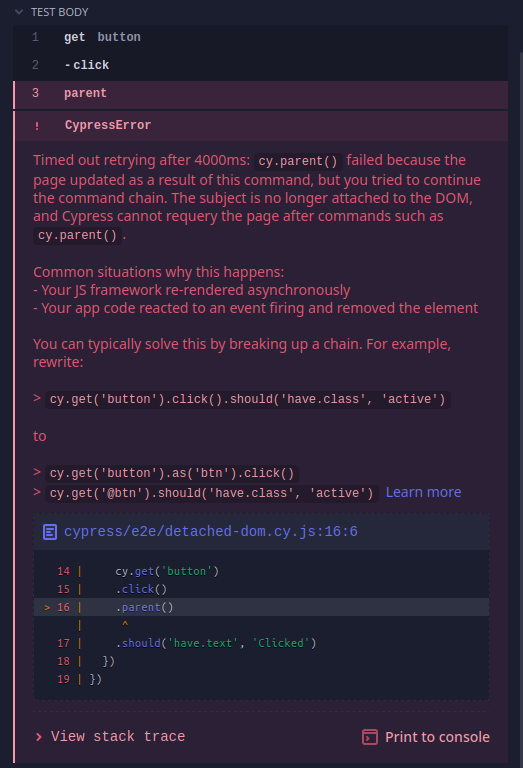 TEST BODY
1 get button
2 -click
3 parent
! CypressError
Timed out retrying after 4000ms: cy.parent() failed because the
page updated as a result of this command, but you tried to continue
the command chain. The subject is no longer attached to the DOM,
and Cypress cannot requery the page after commands such as
cy.parent().
Common situations why this happens:
- Your JS framework re-rendered asynchronously
- Your app code reacted to an event firing and removed the element
You can typically solve this by breaking up a chain. For example,
rewrite:
> cy.get('button').click().should('have.class', 'active')
to
> cy.get('button').as('btn').click()
> cy.get('@btn').should('have.class', 'active') Learn more
cypress/e2e/detached-dom.cy.js:16:6
14 | cy.get('button')
15 | .click()
> 16 | .parent()
| ^
17 | .should('have.text', 'Clicked')
18 | })
19 | })
> View stack trace
Print to console